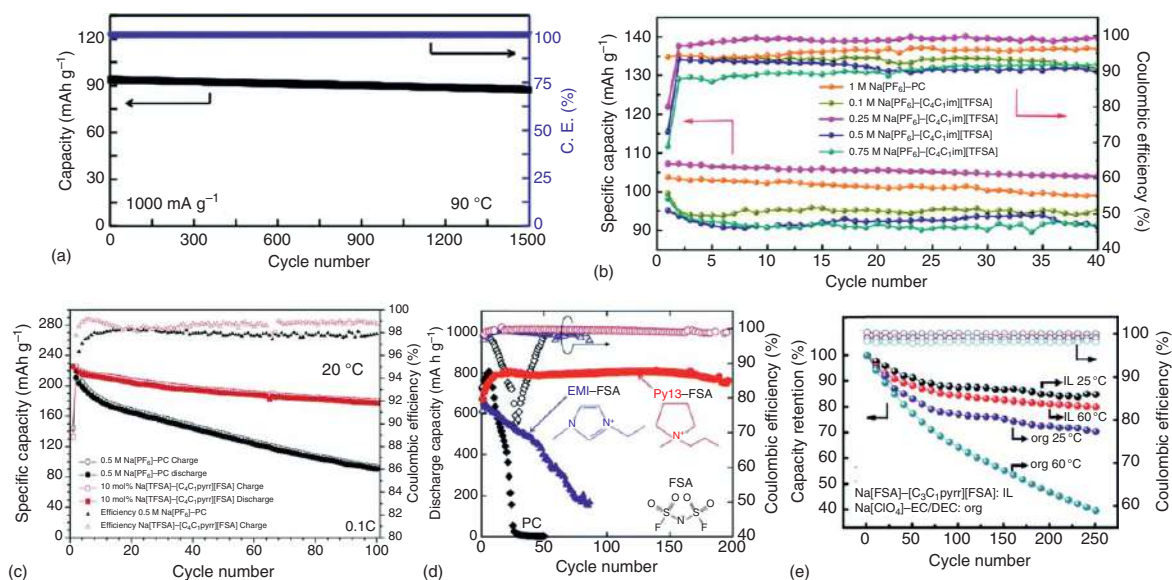 120
90
60
30
0
Capacity (mAh g⁻¹)
1000 mA g⁻¹
90 °C
0
300
600
900
1200
1500
Cycle number
100
75
50
25
0
C. E. (%)
(a)
145
140
135
130
125
120
115
110
105
100
95
90
Specific capacity (mAh g⁻¹)
1 M Na[PF₆]–PC
0.1 M Na[PF₆]–[C₄C₁im][TFSA]
0.25 M Na[PF₆]–[C₄C₁im][TFSA]
0.5 M Na[PF₆]–[C₄C₁im][TFSA]
0.75 M Na[PF₆]–[C₄C₁im][TFSA]
0
5
10
15
20
25
30
35
40
Cycle number
100
90
80
70
60
50
40
Coulombic efficiency
(%)
(b)
280
240
200
160
120
80
40
0
Specific capacity (mAh g⁻¹)
20 °C
0.5 M Na[PF₆]–PC Charge
0.5 M Na[PF₆]–PC discharge
10 mol% Na[TFSA]–[C₄C₁pyrr][FSA] Charge
10 mol% Na[TFSA]–[C₄C₁pyrr][FSA] Discharge
Efficiency 0.5 M Na[PF₆]–PC
Efficiency Na[TFSA]–[C₄C₁pyrr][FSA] Charge
0.1C
0
20
40
60
80
100
Cycle number
100
98
96
94
92
90
88
86
84
82
80
Coulombic efficiency (%)
(c)
1000
800
600
400
200
0
Discharge capacity (mA h g⁻¹)
EMI–FSA
Py13–FSA
N
N⁺
N⁺
FSA
O
O
O
O
S
S
F
N
F
PC
0
50
100
150
200
Cycle number
100
90
80
70
60
50
40
Coulombic efficiency (%)
(d)
100
90
80
70
60
50
40
Capacity retention (%)
IL 25 °C
IL 60 °C
org 25 °C
org 60 °C
Na[FSA]–[C₃C₁pyrr][FSA]: IL
Na[ClO₄]–EC/DEC: org
0
25
50
75
100
150
200
250
Cycle number
100
90
80
70
60
Coulombic efficiency (%)
(e)